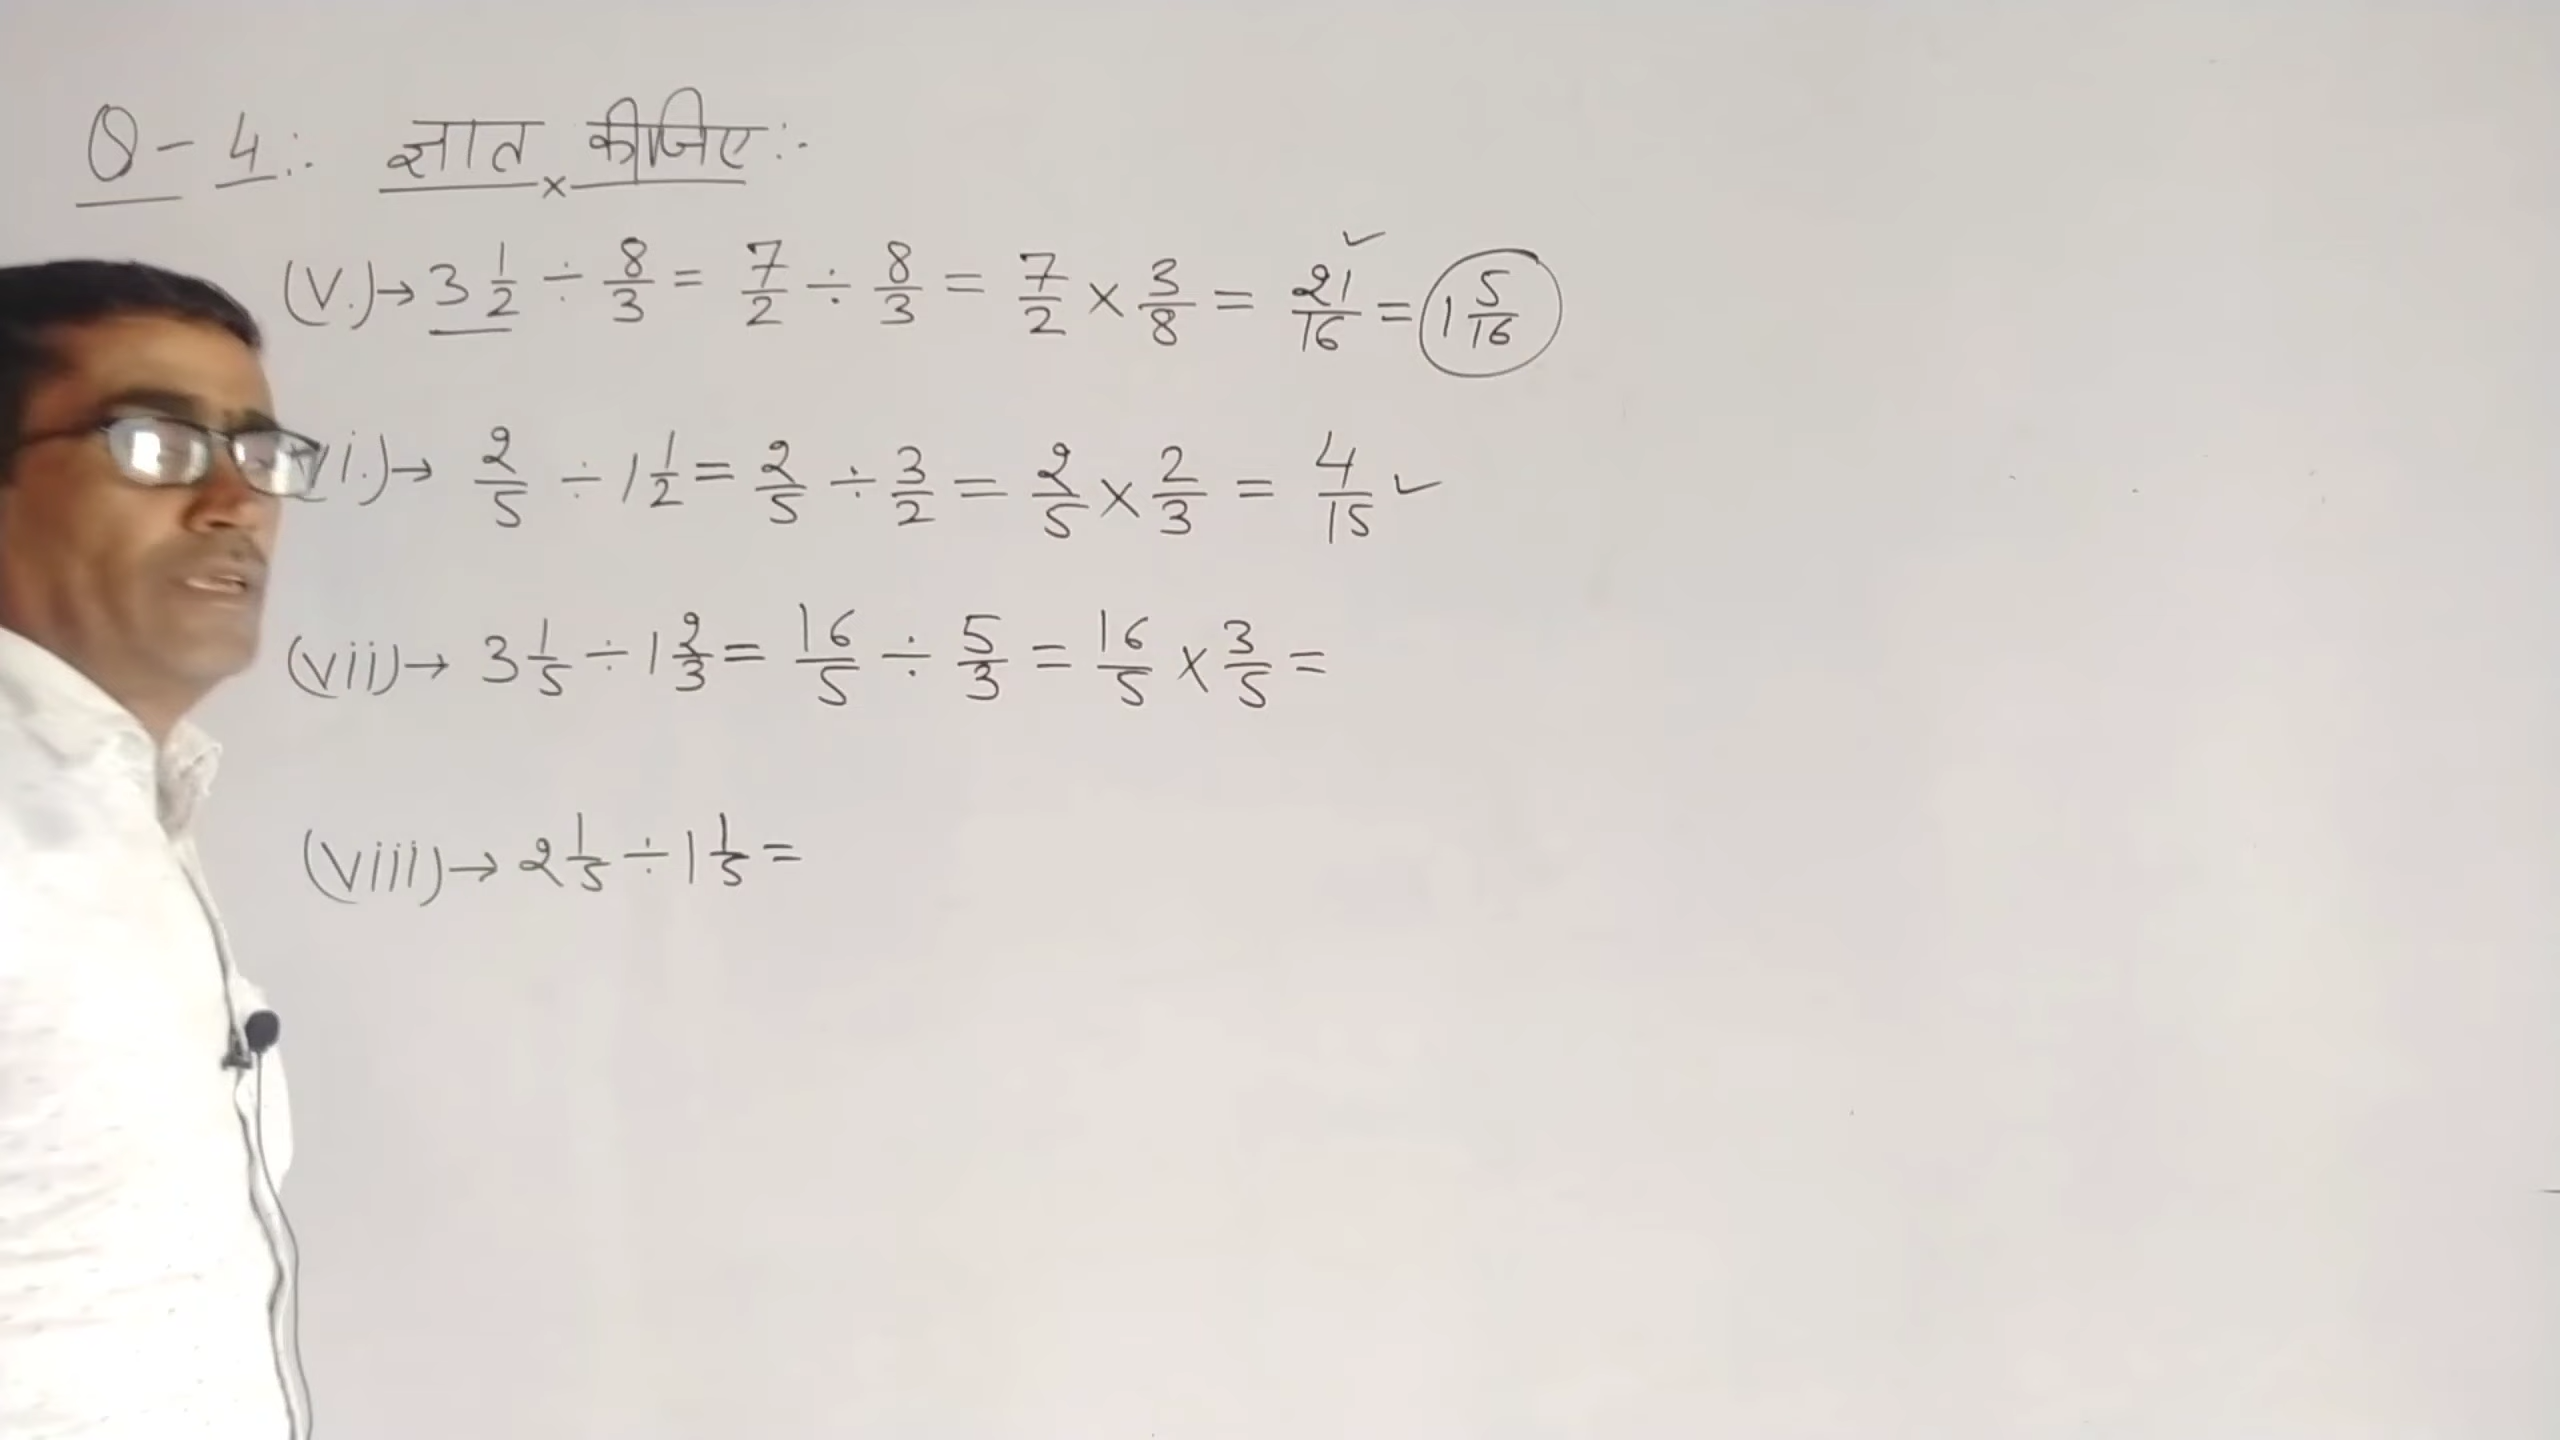 Q-4:. ज्ञात कीजिए:-
(V.)→ 3 1/2 ÷ 8/3 = 7/2 ÷ 8/3 = 7/2 × 3/8 = 21/16 = 1 5/16
vi.)→ 2/5 ÷ 1 1/2 = 2/5 ÷ 3/2 = 2/5 × 2/3 = 4/15 ✓
(vii)→ 3 1/5 ÷ 1 2/3 = 16/5 ÷ 5/3 = 16/5 × 3/5 =
(viii)→ 2 1/5 ÷ 1 1/5 =